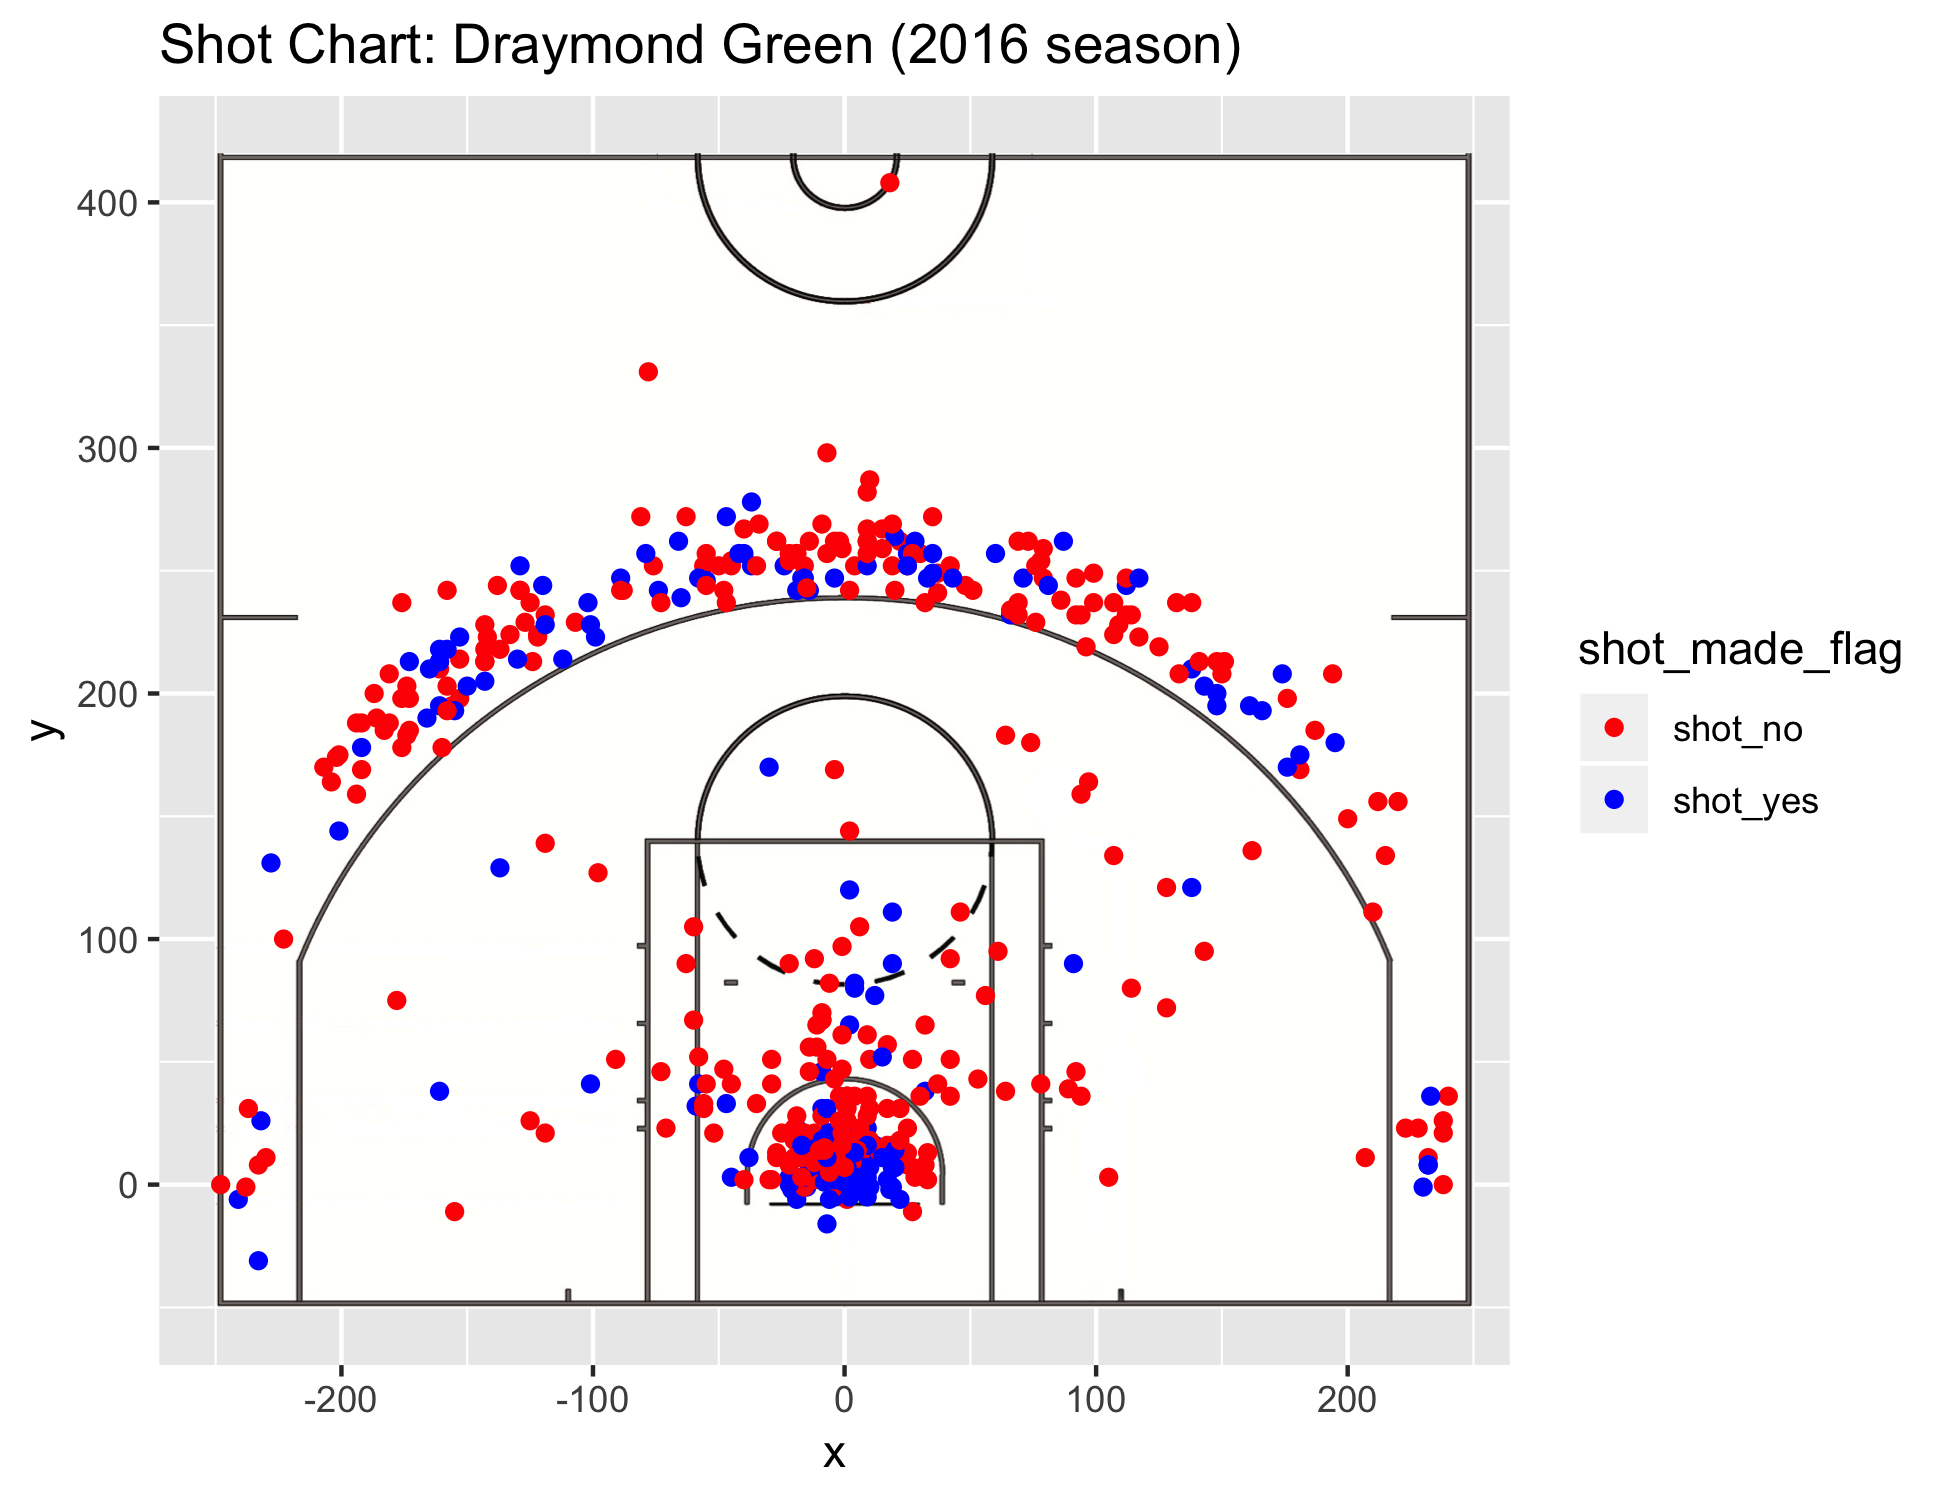 Shot Chart: Draymond Green (2016 season)
400
300
200
100
0
y
-200 -100 0 100 200
x
shot_made_flag
shot_no
shot_yes